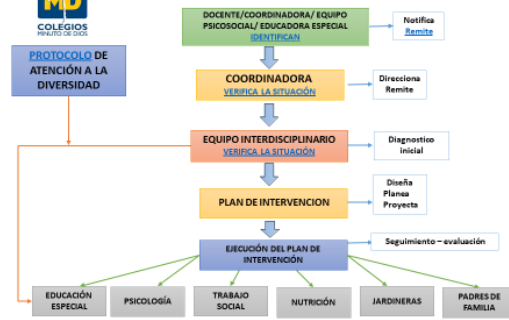 MD
COLEGIOS
MINUTO DE DIOS
PROTOCOLO DE
ATENCIÓN A LA
DIVERSIDAD
DOCENTE/COORDINADORA/ EQUIPO
PSICOSOCIAL/ EDUCADORA ESPECIAL
IDENTIFICAN
Notifica
Remite
COORDINADORA
VERIFICA LA SITUACIÓN
Direcciona
Remite
EQUIPO INTERDISCIPLINARIO
VERIFICA LA SITUACIÓN
Diagnostico
inicial
PLAN DE INTERVENCION
Diseña
Planea
Proyecta
EJECUCIÓN DEL PLAN DE
INTERVENCIÓN
Seguimiento – evaluación
EDUCACIÓN
ESPECIAL
PSICOLOGÍA
TRABAJO
SOCIAL
NUTRICIÓN
JARDINERAS
PADRES DE
FAMILIA